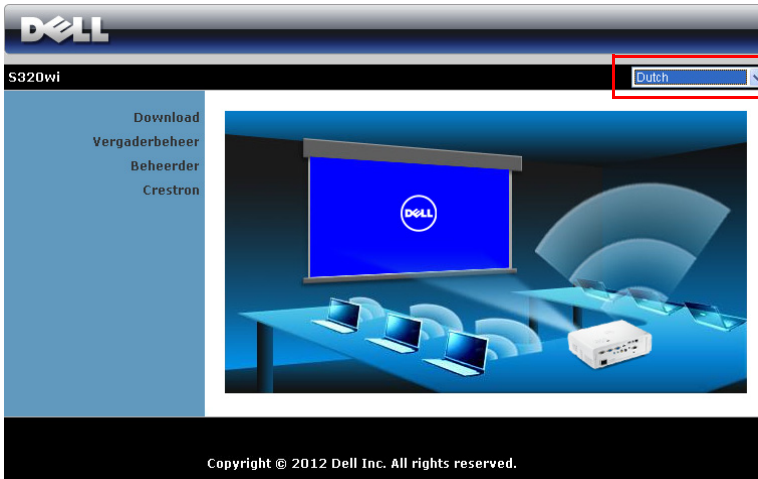 DELL
S320wi
Dutch
Download
Vergaderbeheer
Beheerder
Crestron
DELL
Copyright © 2012 Dell Inc. All rights reserved.